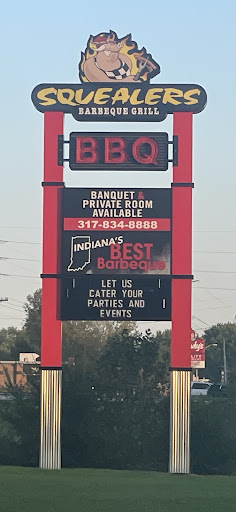 SQUEALERS
BARBEQUE GRILL
BBQ
BANQUET &
PRIVATE ROOM
AVAILABLE
317-834-8888
INDIANA'S
BEST
Barbeque
LET US
CATER YOUR
PARTIES AND
EVENTS